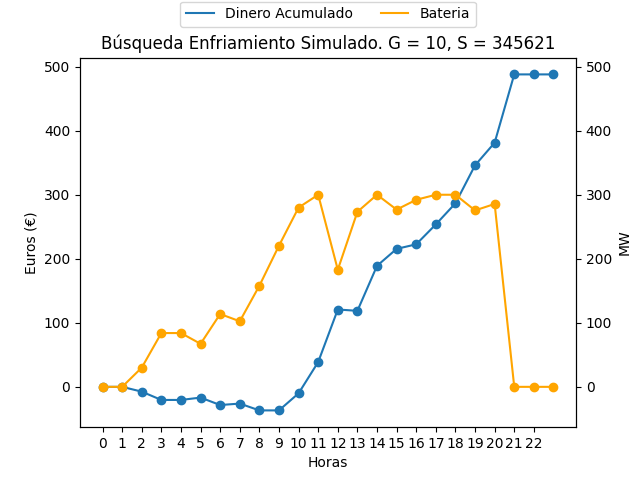 Dinero Acumulado Bateria
Búsqueda Enfriamiento Simulado. G = 10, S = 345621
500 500
400 400
300 300
200 200
100 100
0 0
Euros (€)
MW
0 1 2 3 4 5 6 7 8 9 10 11 12 13 14 15 16 17 18 19 20 21 22
Horas